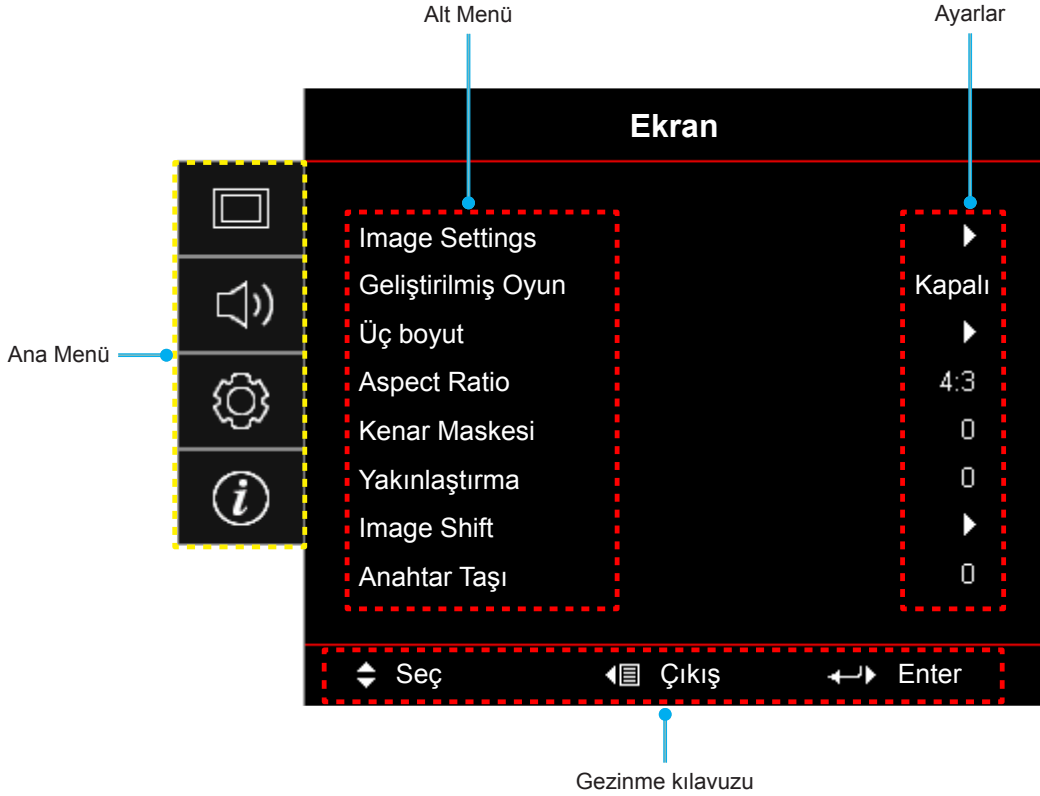 Alt Menü
Ayarlar
Ekran
Image Settings
Geliştirilmiş Oyun Kapalı
Üç boyut
Ana Menü
Aspect Ratio 4:3
Kenar Maskesi 0
Yakınlaştırma 0
Image Shift
Anahtar Taşı 0
Seç Çıkış Enter
Gezinme kılavuzu